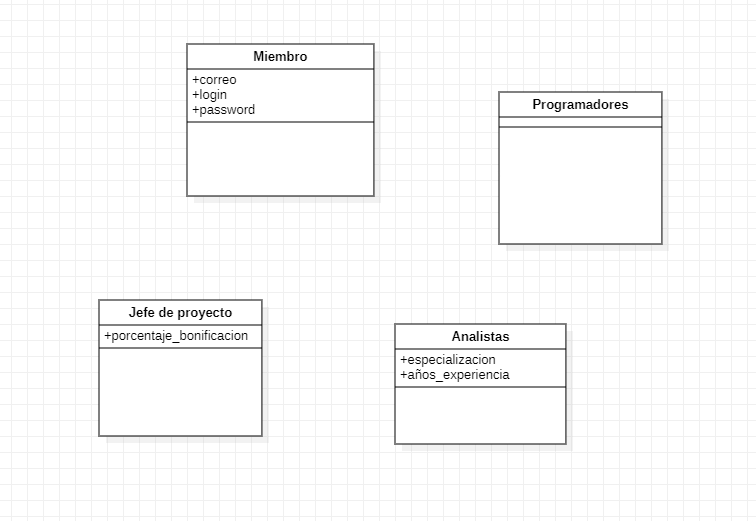 Miembro
+correo
+login
+password
Programadores
Jefe de proyecto
+porcentaje_bonificacion
Analistas
+especializacion
+años_experiencia